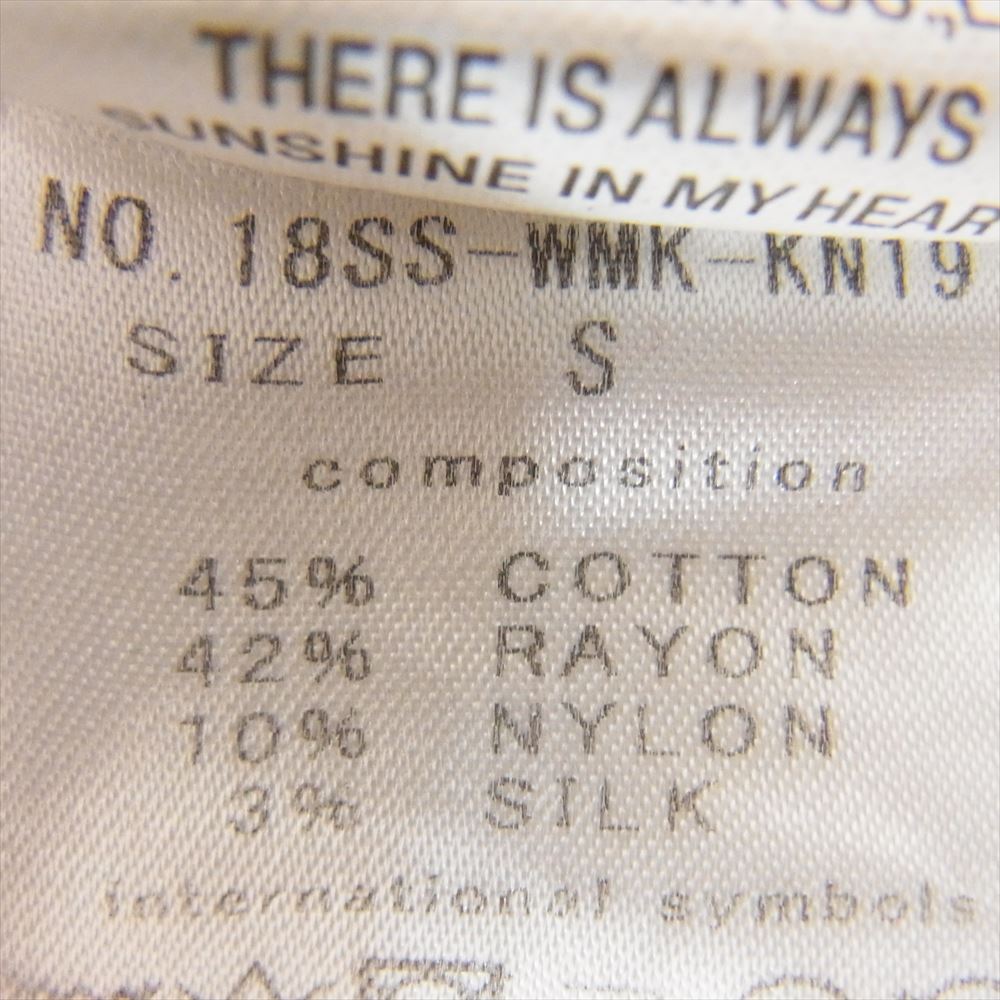 THERE IS ALWAYS
SUNSHINE IN MY HEAR
NO. 18SS-WMK-KN19
SIZE S
composition
45% COTTON
42% RAYON
10% NYLON
3% SILK
international symbols